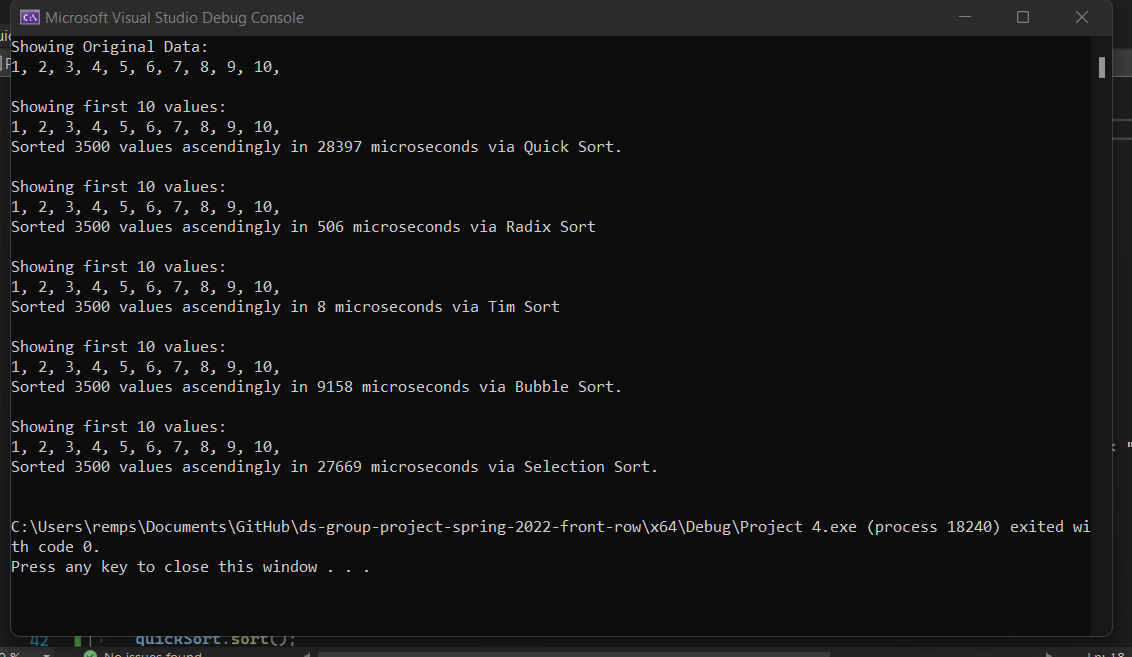 Microsoft Visual Studio Debug Console
Showing Original Data:
1, 2, 3, 4, 5, 6, 7, 8, 9, 10,
Showing first 10 values:
1, 2, 3, 4, 5, 6, 7, 8, 9, 10,
Sorted 3500 values ascendingly in 28397 microseconds via Quick Sort.
Showing first 10 values:
1, 2, 3, 4, 5, 6, 7, 8, 9, 10,
Sorted 3500 values ascendingly in 506 microseconds via Radix Sort
Showing first 10 values:
1, 2, 3, 4, 5, 6, 7, 8, 9, 10,
Sorted 3500 values ascendingly in 8 microseconds via Tim Sort
Showing first 10 values:
1, 2, 3, 4, 5, 6, 7, 8, 9, 10,
Sorted 3500 values ascendingly in 9158 microseconds via Bubble Sort.
Showing first 10 values:
1, 2, 3, 4, 5, 6, 7, 8, 9, 10,
Sorted 3500 values ascendingly in 27669 microseconds via Selection Sort.
C:\Users\remps\Documents\GitHub\ds-group-project-spring-2022-front-row\x64\Debug\Project 4.exe (process 18240) exited wi
th code 0.
Press any key to close this window . . .
42 quickSort.sort();
No issues found